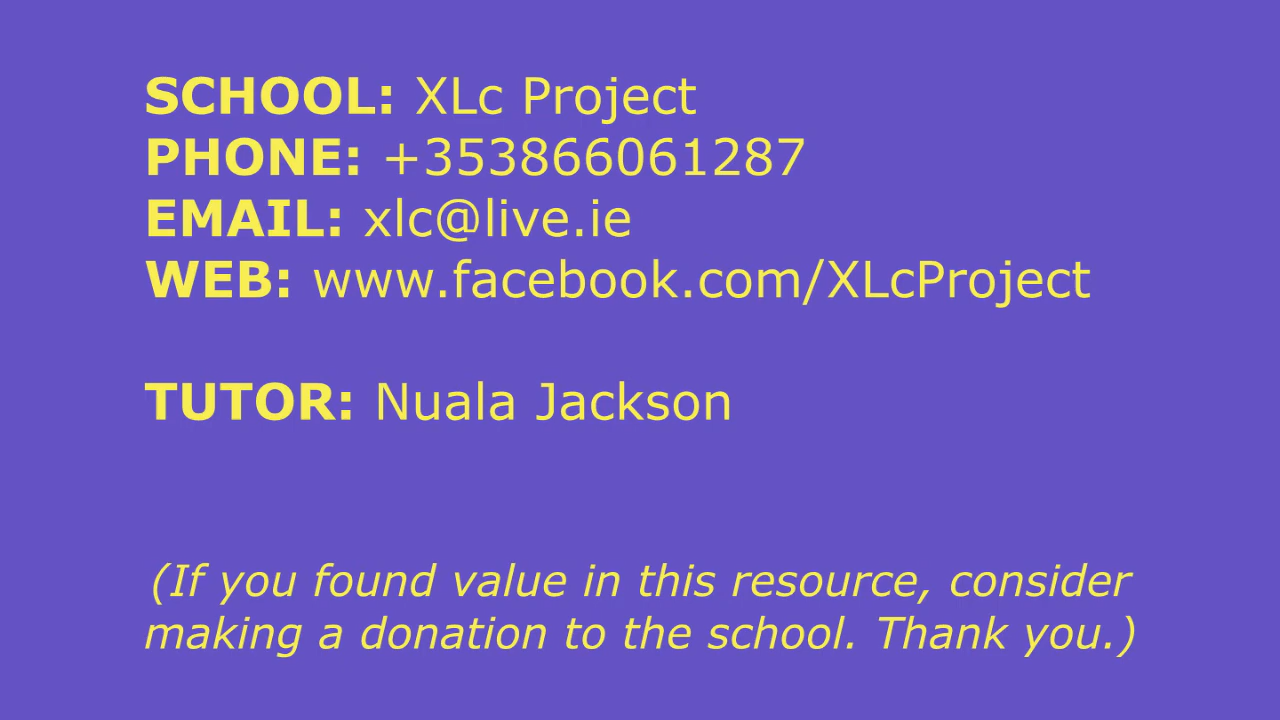 SCHOOL: XLc Project
PHONE: +353866061287
EMAIL: xlc@live.ie
WEB: www.facebook.com/XLcProject
TUTOR: Nuala Jackson
(If you found value in this resource, consider
making a donation to the school. Thank you.)